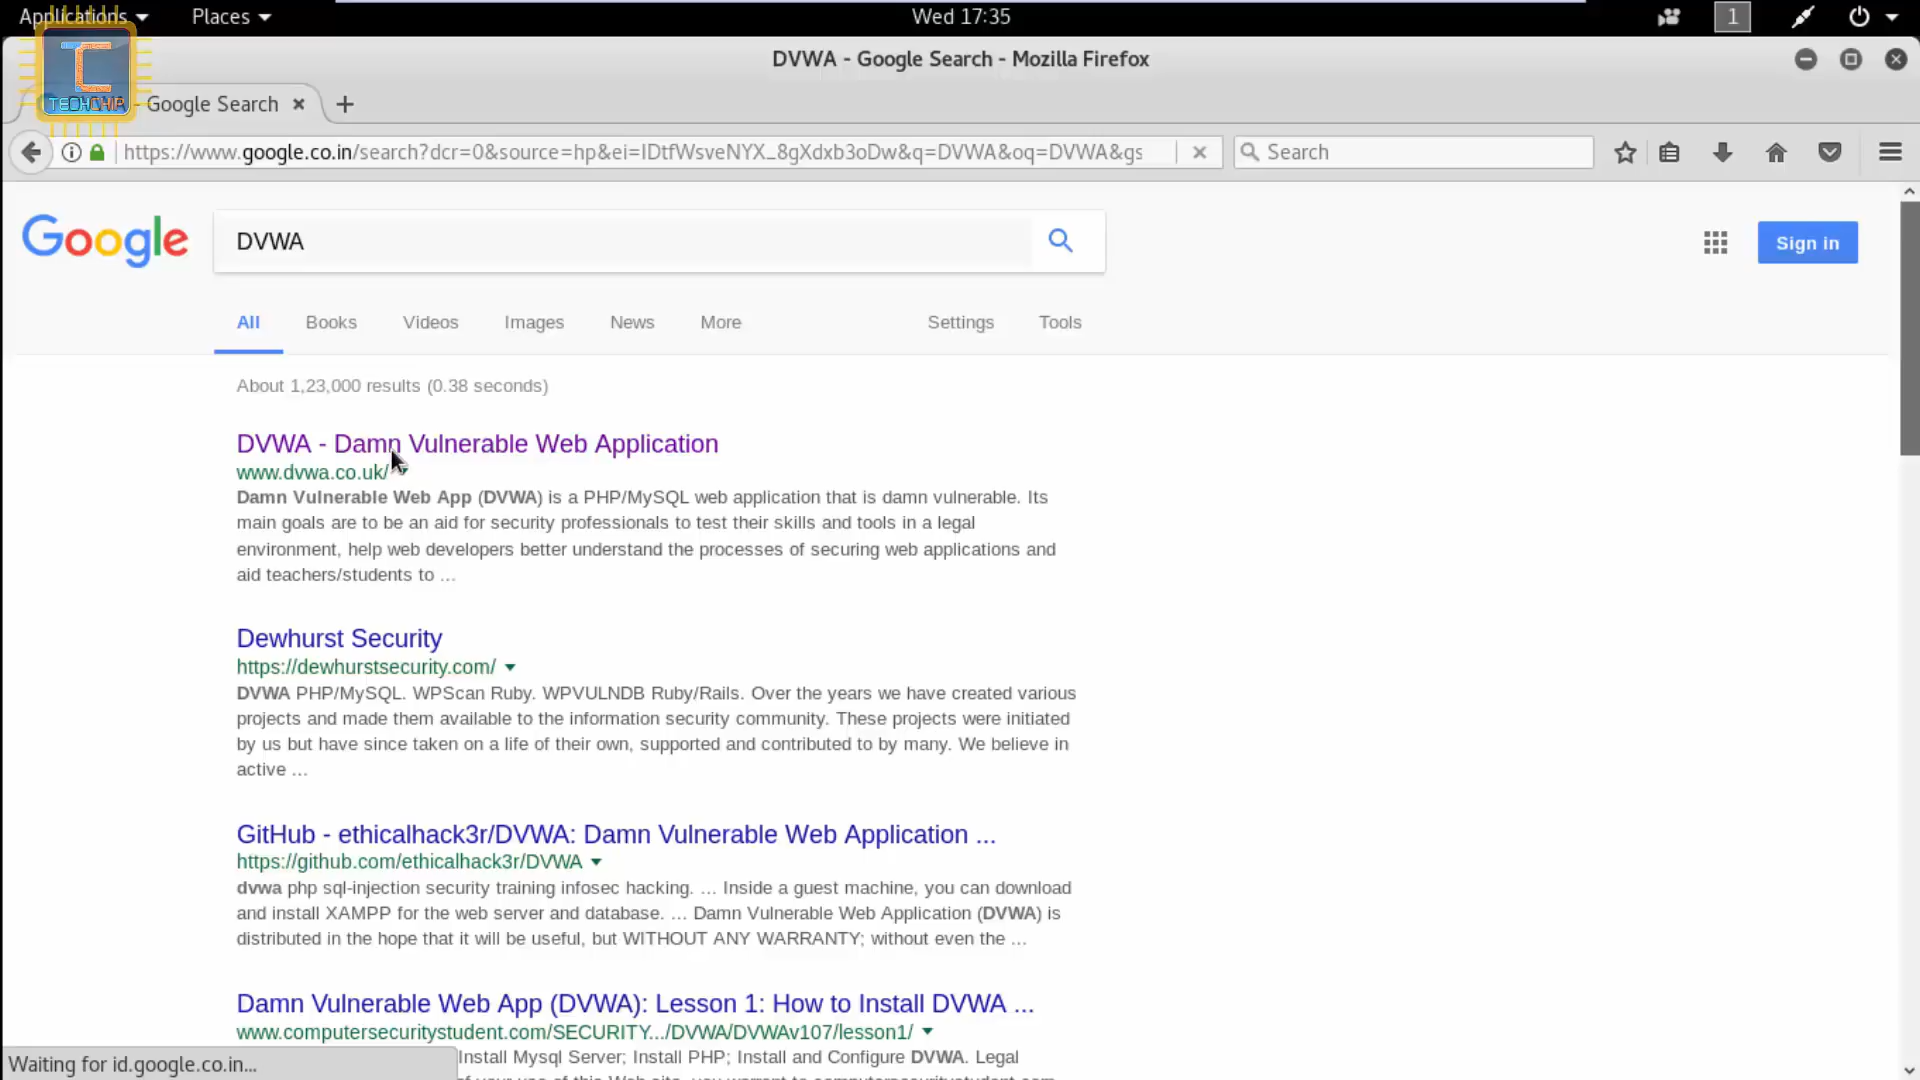 Applications Places Wed 17:35 1
DVWA - Google Search - Mozilla Firefox
TECHCHIP Google Search
https://www.google.co.in/search?dcr=0&source=hp&ei=IDtfWsveNYX_8gXdxb3oDw&q=DVWA&oq=DVWA&gs Search
Google DVWA Sign in
All Books Videos Images News More Settings Tools
About 1,23,000 results (0.38 seconds)
DVWA - Damn Vulnerable Web Application
www.dvwa.co.uk/
Damn Vulnerable Web App (DVWA) is a PHP/MySQL web application that is damn vulnerable. Its
main goals are to be an aid for security professionals to test their skills and tools in a legal
environment, help web developers better understand the processes of securing web applications and
aid teachers/students to ...
Dewhurst Security
https://dewhurstsecurity.com/
DVWA PHP/MySQL. WPScan Ruby. WPVULNDB Ruby/Rails. Over the years we have created various
projects and made them available to the information security community. These projects were initiated
by us but have since taken on a life of their own, supported and contributed to by many. We believe in
active ...
GitHub - ethicalhack3r/DVWA: Damn Vulnerable Web Application ...
https://github.com/ethicalhack3r/DVWA
dvwa php sql-injection security training infosec hacking. ... Inside a guest machine, you can download
and install XAMPP for the web server and database. ... Damn Vulnerable Web Application (DVWA) is
distributed in the hope that it will be useful, but WITHOUT ANY WARRANTY; without even the ...
Damn Vulnerable Web App (DVWA): Lesson 1: How to Install DVWA ...
www.computersecuritystudent.com/SECURITY.../DVWA/DVWAv107/lesson1/
Install Mysql Server; Install PHP; Install and Configure DVWA. Legal
Waiting for id.google.co.in...